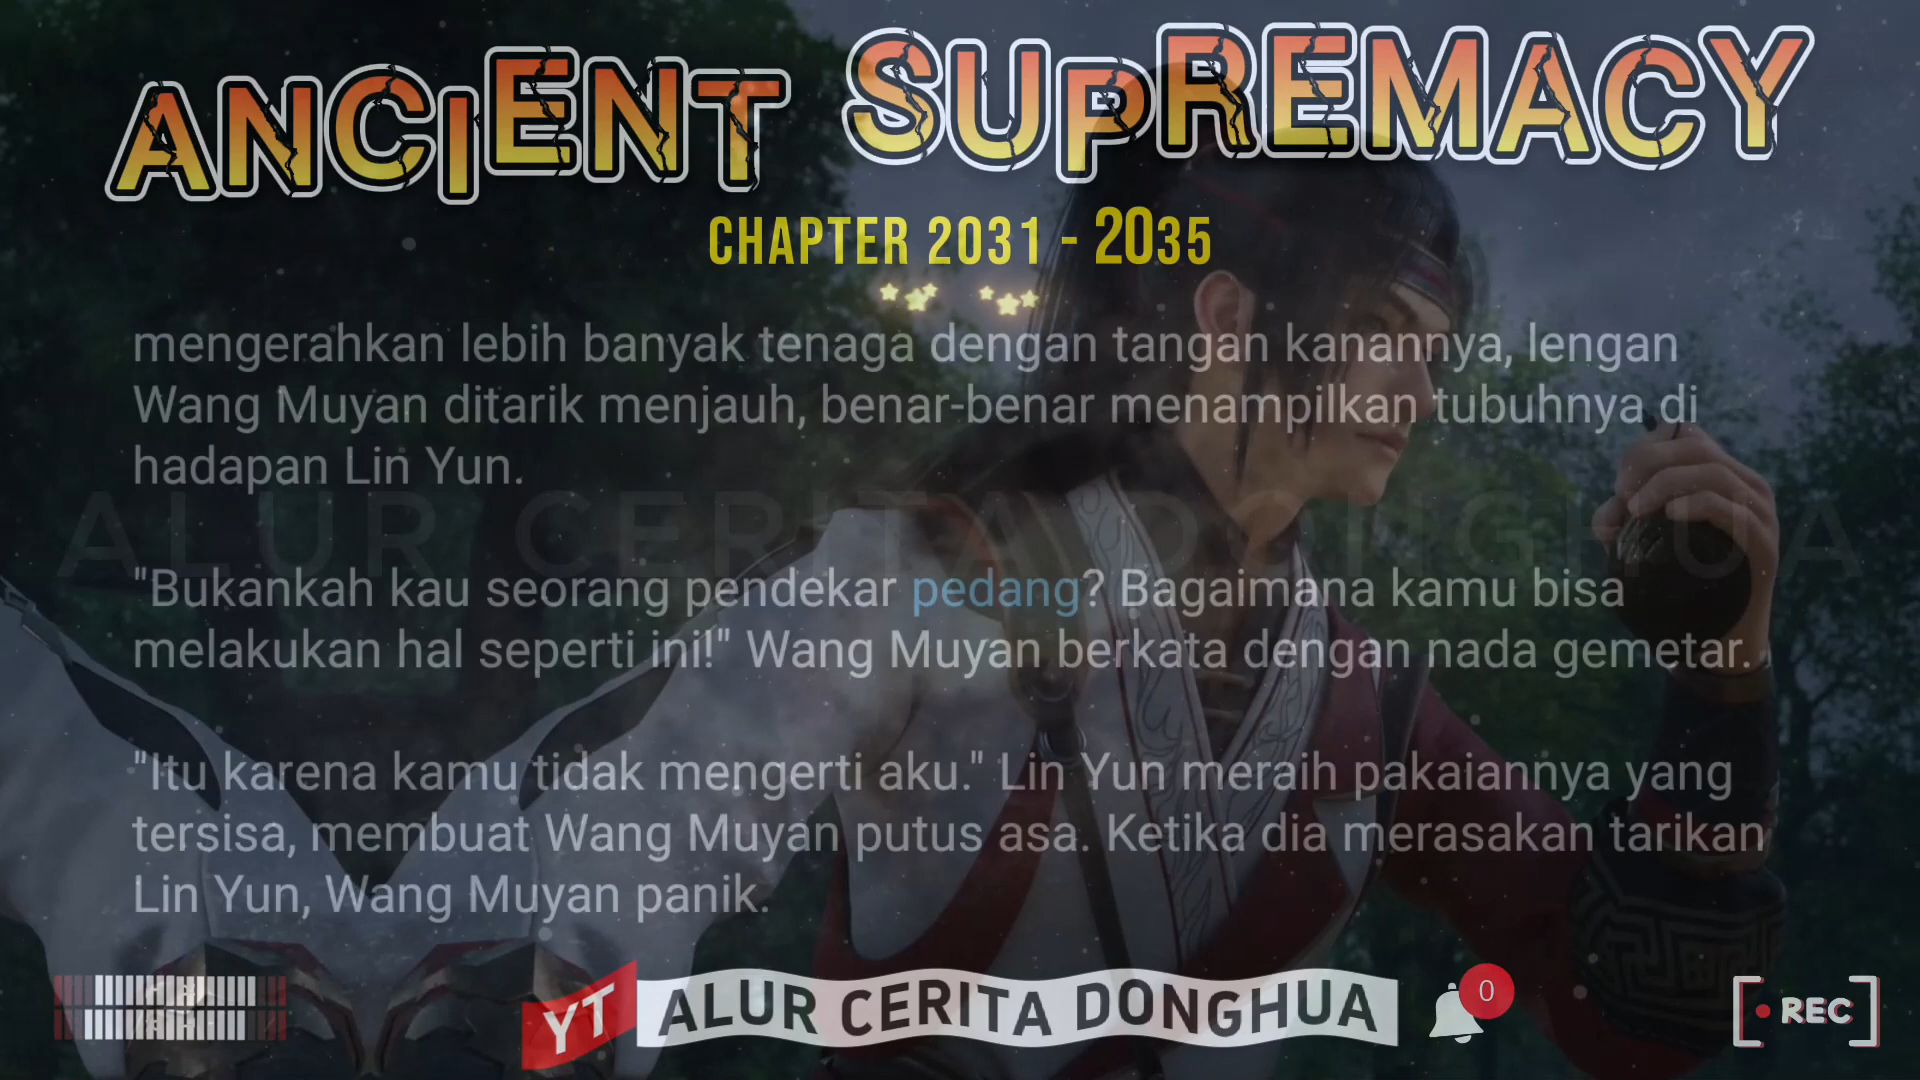 ANCIENT SUPREMACY
CHAPTER 2031 - 2035
mengerahkan lebih banyak tenaga dengan tangan kanannya, lengan
Wang Muyan ditarik menjauh, benar-benar menampilkan tubuhnya di
hadapan Lin Yun.
ALUR CERITA DONGHUA
"Bukankah kau seorang pendekar pedang? Bagaimana kamu bisa
melakukan hal seperti ini!" Wang Muyan berkata dengan nada gemetar.
"Itu karena kamu tidak mengerti aku." Lin Yun meraih pakaiannya yang
tersisa, membuat Wang Muyan putus asa. Ketika dia merasakan tarikan
Lin Yun, Wang Muyan panik.
YT ALUR CERITA DONGHUA
0
REC